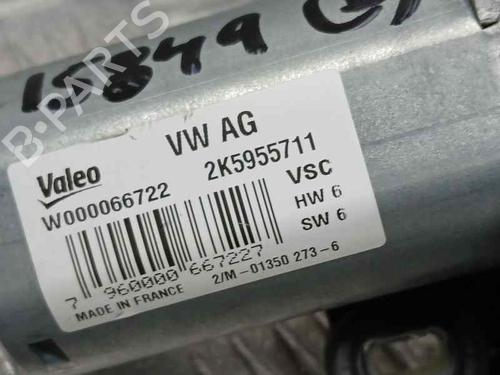 15849
B-PARTS
VW AG
Valeo
2K5955711
W000066722
VSC
HW 6
SW 6
7 960000 667227
2/M-01350 273-6
MADE IN FRANCE